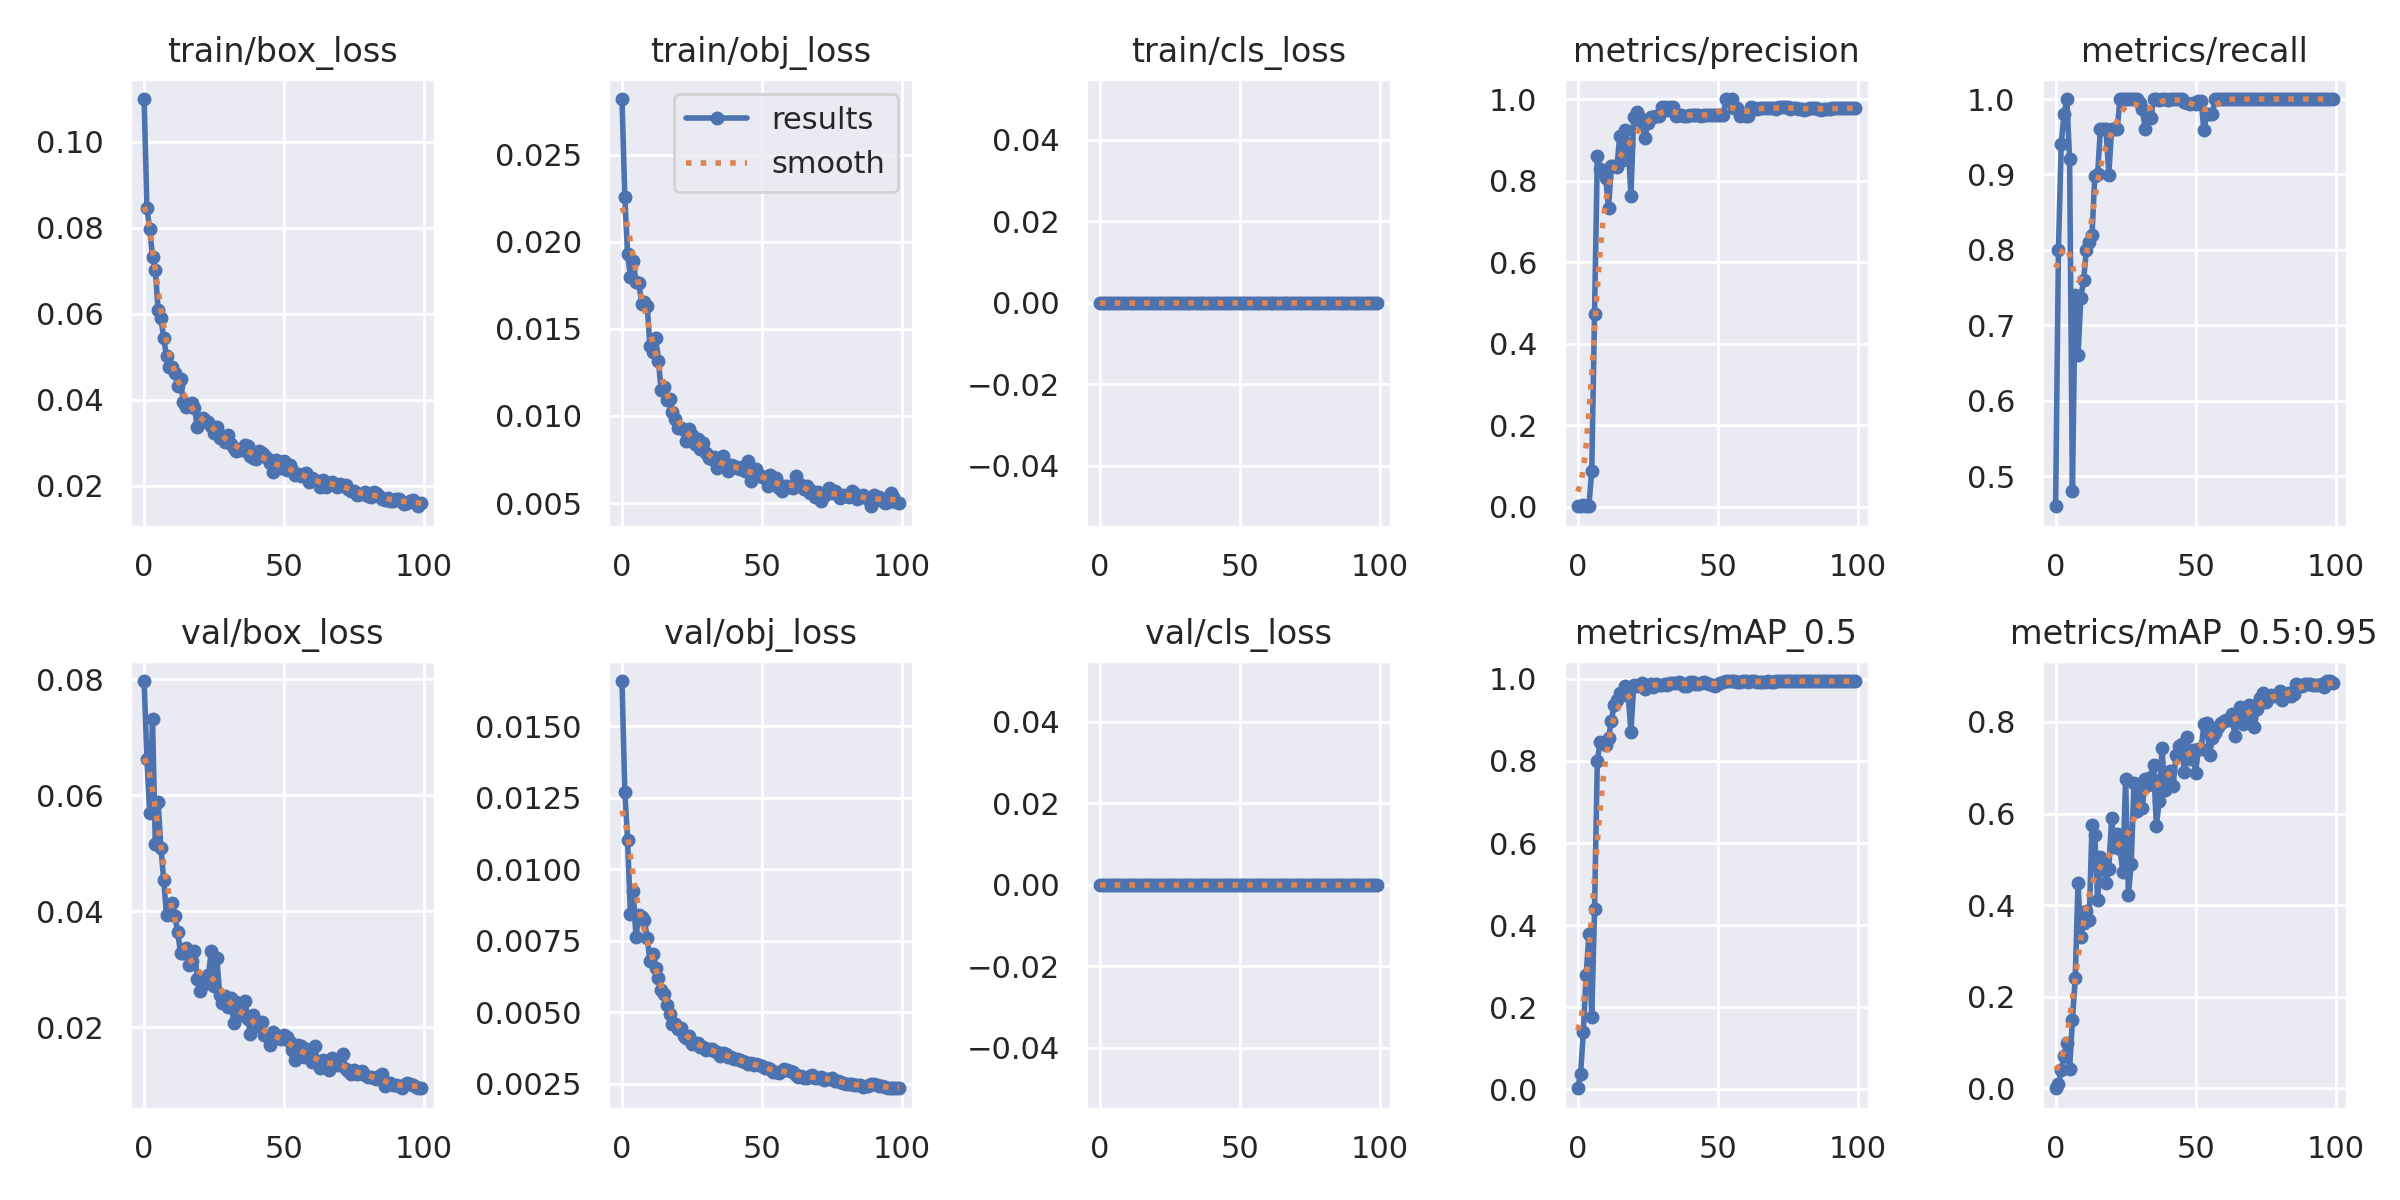 train/box_loss
train/obj_loss
train/cls_loss
metrics/precision
metrics/recall
0.10
0.08
0.06
0.04
0.02
0 50 100
0.025
0.020
0.015
0.010
0.005
0 50 100
results
smooth
0.04
0.02
0.00
−0.02
−0.04
0 50 100
1.0
0.8
0.6
0.4
0.2
0.0
0 50 100
1.0
0.9
0.8
0.7
0.6
0.5
0 50 100
val/box_loss
val/obj_loss
val/cls_loss
metrics/mAP_0.5
metrics/mAP_0.5:0.95
0.08
0.06
0.04
0.02
0 50 100
0.0150
0.0125
0.0100
0.0075
0.0050
0.0025
0 50 100
0.04
0.02
0.00
−0.02
−0.04
0 50 100
1.0
0.8
0.6
0.4
0.2
0.0
0 50 100
0.8
0.6
0.4
0.2
0.0
0 50 100